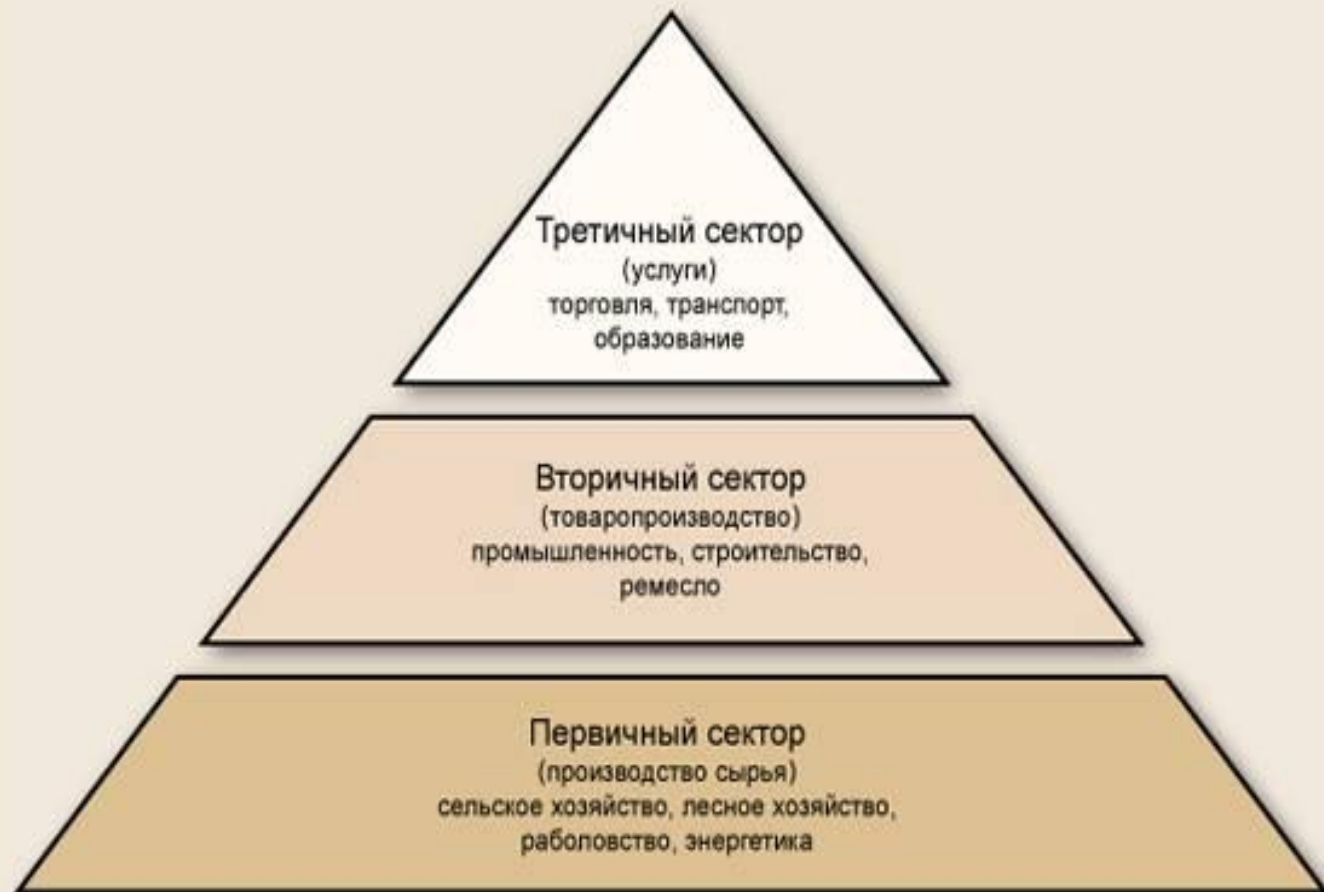 Третичный сектор
(услуги)
торговля, транспорт,
образование
Вторичный сектор
(товаропроизводство)
промышленность, строительство,
ремесло
Первичный сектор
(производство сырья)
сельское хозяйство, лесное хозяйство,
раболовство, энергетика